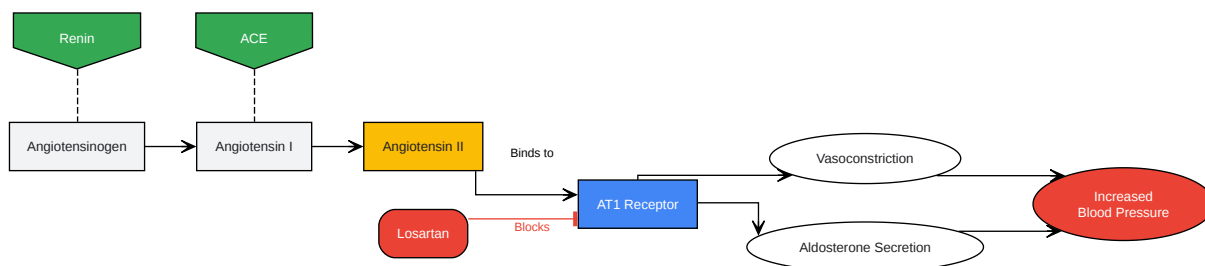 Renin
ACE
Angiotensinogen
Angiotensin I
Angiotensin II
Binds to
Vasoconstriction
AT1 Receptor
Increased
Blood Pressure
Losartan
Blocks
Aldosterone Secretion